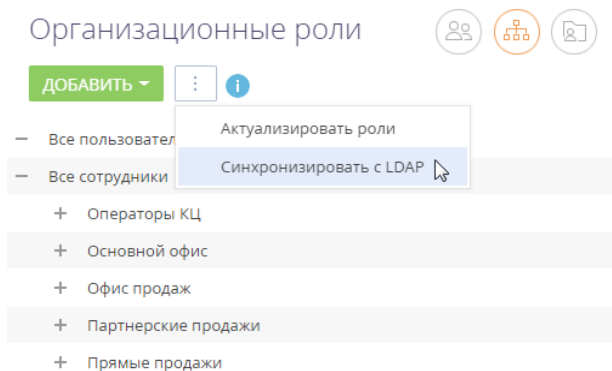 Организационные роли
ДОБАВИТЬ
Актуализировать роли
Все пользовател
Синхронизировать с LDAP
Все сотрудники
Операторы КЦ
Основной офис
Офис продаж
Партнерские продажи
Прямые продажи